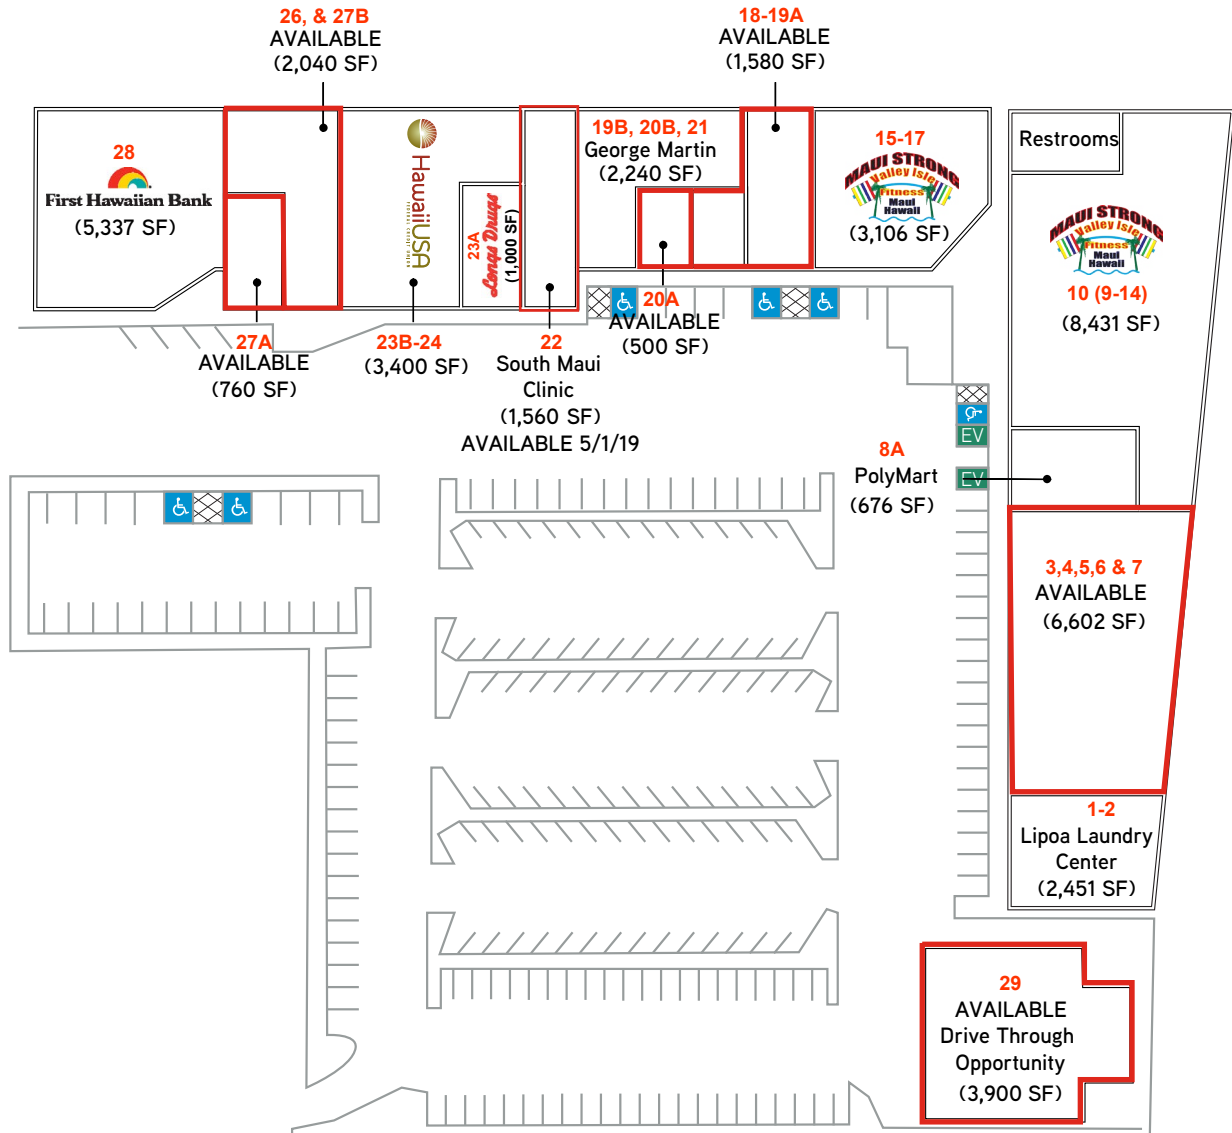 26, & 27B
AVAILABLE
(2,040 SF)
18-19A
AVAILABLE
(1,580 SF)
28
First Hawaiian Bank
(5,337 SF)
HawaiiUSA
23A
Longs Drugs
(1,000 SF)
19B, 20B, 21
George Martin
(2,240 SF)
15-17
MAUI STRONG
Valley Isle
Fitness
Maui
Hawaii
(3,106 SF)
Restrooms
MAUI STRONG
Valley Isle
Fitness
Maui
Hawaii
10 (9-14)
(8,431 SF)
27A
AVAILABLE
(760 SF)
23B-24
(3,400 SF)
22
South Maui
Clinic
(1,560 SF)
AVAILABLE 5/1/19
20A
AVAILABLE
(500 SF)
EV
EV
8A
PolyMart
(676 SF)
3,4,5,6 & 7
AVAILABLE
(6,602 SF)
1-2
Lipoa Laundry
Center
(2,451 SF)
29
AVAILABLE
Drive Through
Opportunity
(3,900 SF)